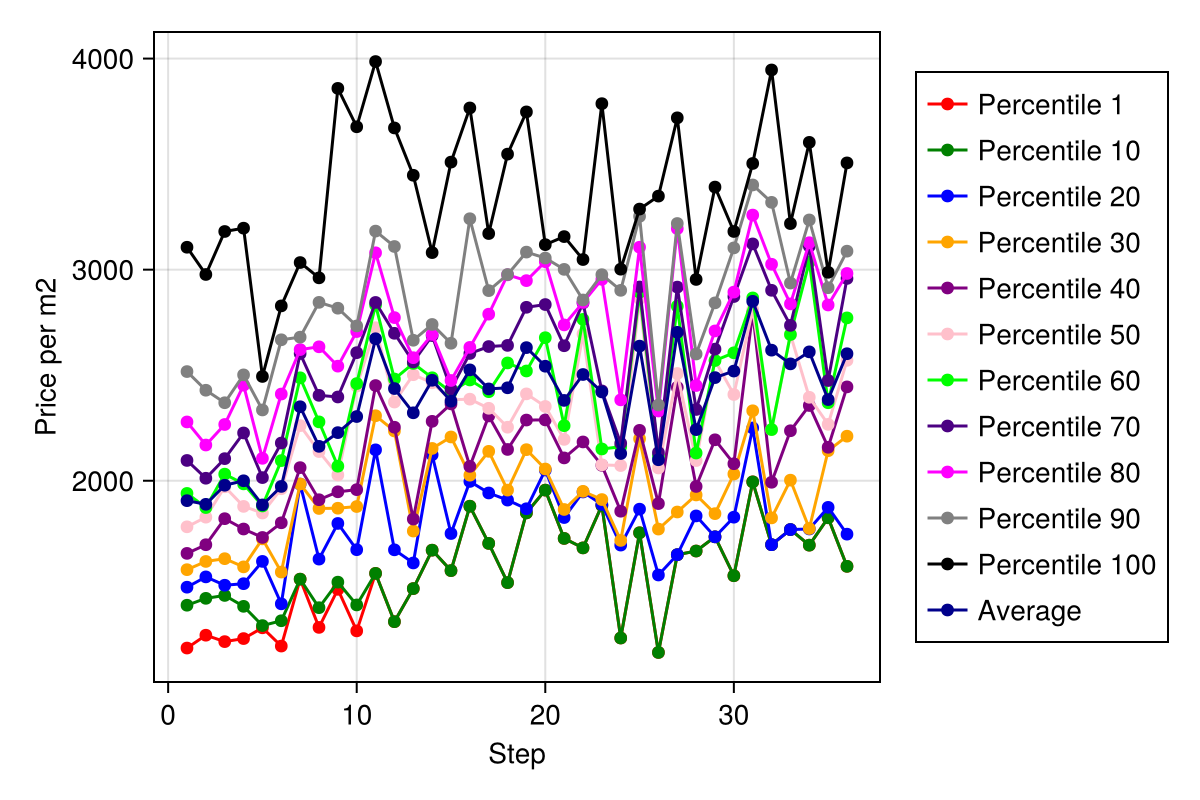 4000
3000
2000
Price per m2
0
10
20
30
Step
Percentile 1
Percentile 10
Percentile 20
Percentile 30
Percentile 40
Percentile 50
Percentile 60
Percentile 70
Percentile 80
Percentile 90
Percentile 100
Average